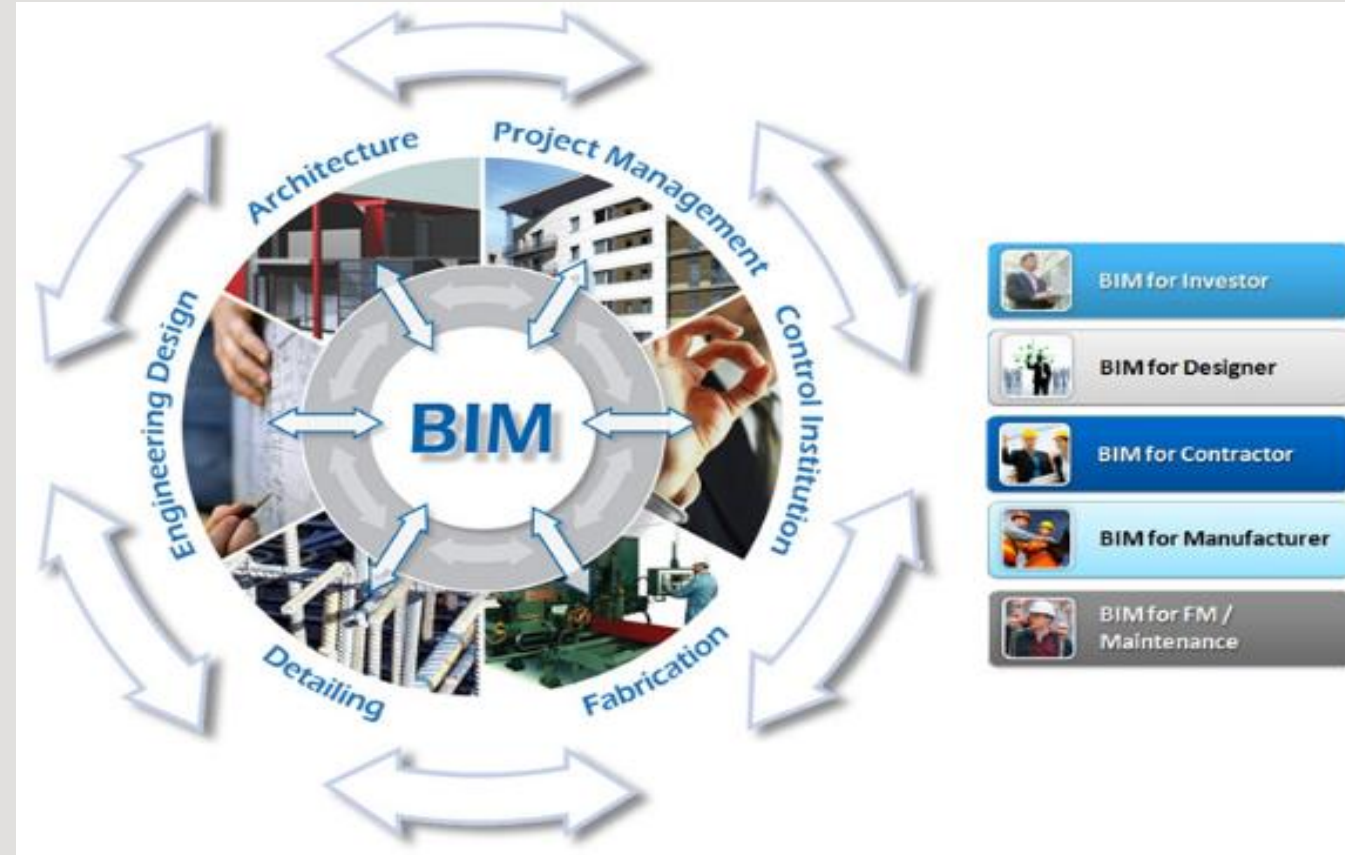 Architecture
Project Management
Control Institution
Fabrication
Detailing
Engineering Design
BIM
BIM for Investor
BIM for Designer
BIM for Contractor
BIM for Manufacturer
BIM for FM /
Maintenance